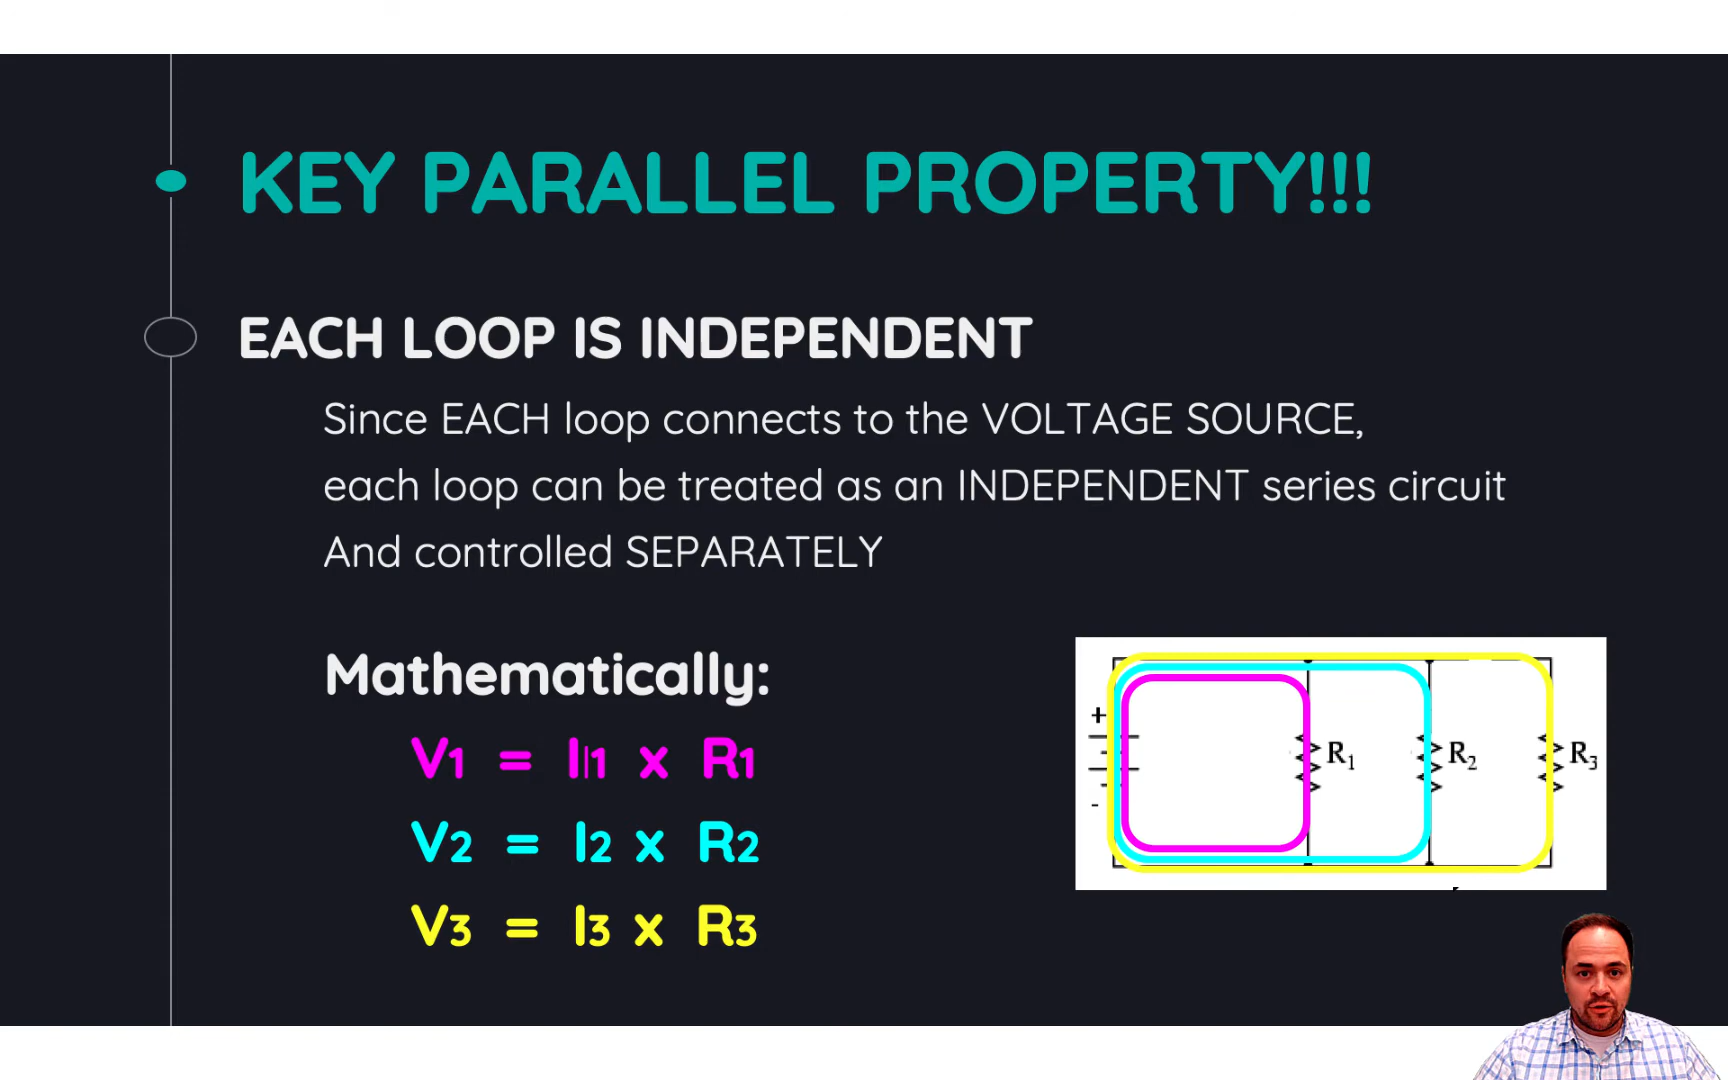 KEY PARALLEL PROPERTY!!!
EACH LOOP IS INDEPENDENT
Since EACH loop connects to the VOLTAGE SOURCE,
each loop can be treated as an INDEPENDENT series circuit
And controlled SEPARATELY
Mathematically:
V1 = I1 x R1
V2 = I2 x R2
V3 = I3 x R3
+
-
R1
R2
R3